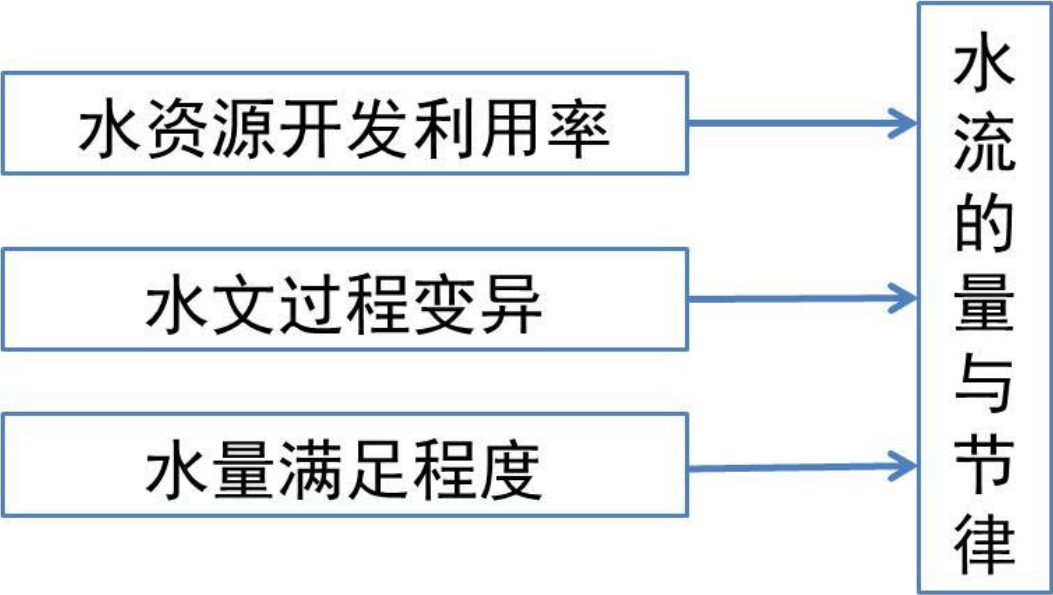 水资源开发利用率
水文过程变异
水量满足程度
水流的量与节律